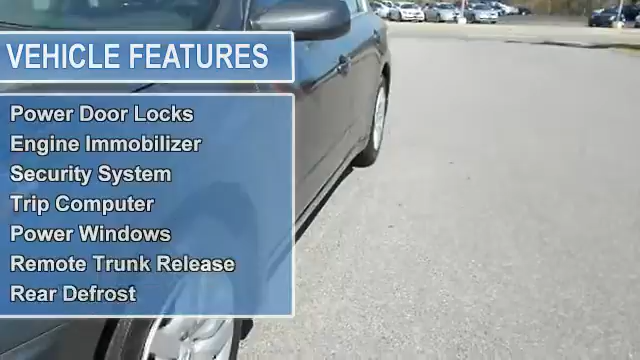 VEHICLE FEATURES
Power Door Locks
Engine Immobilizer
Security System
Trip Computer
Power Windows
Remote Trunk Release
Rear Defrost